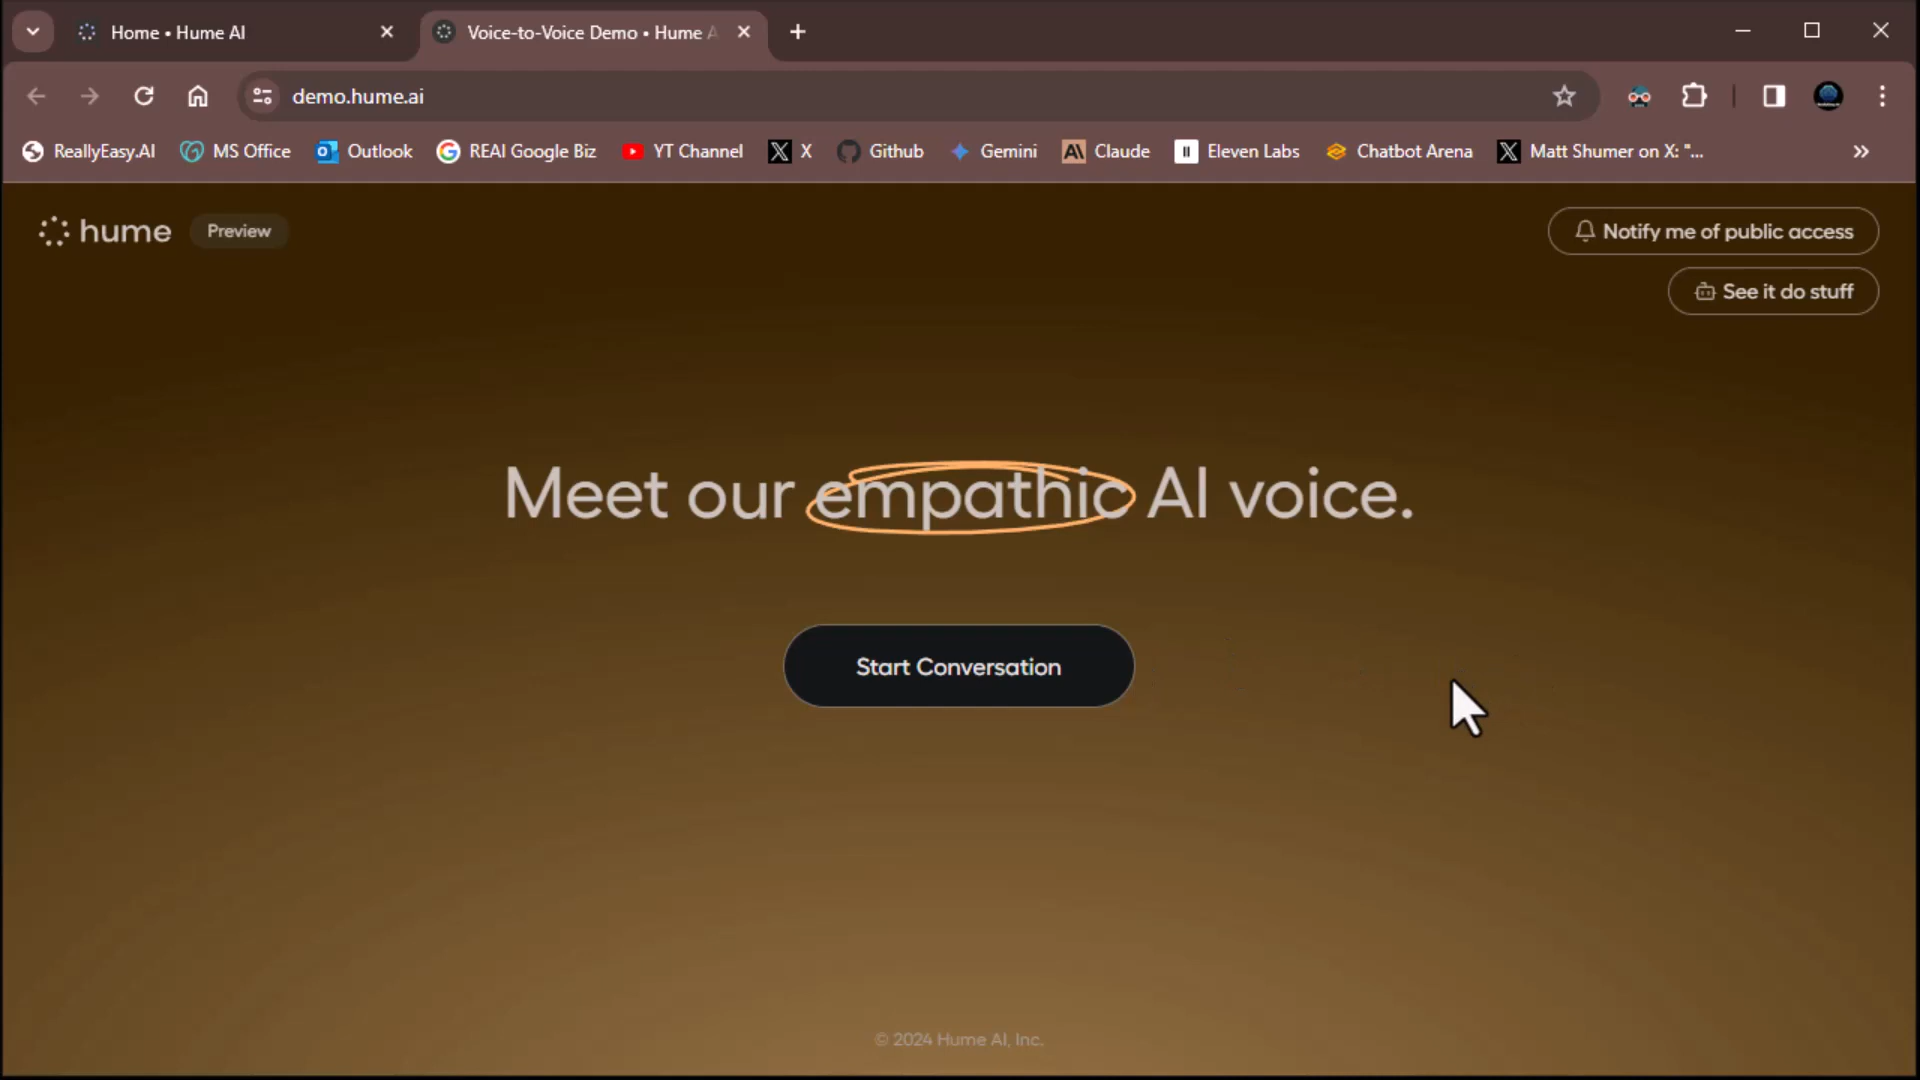 Home • Hume AI
Voice-to-Voice Demo • Hume A
demo.hume.ai
ReallyEasy.AI
MS Office
Outlook
REAI Google Biz
YT Channel
X
Github
Gemini
Claude
Eleven Labs
Chatbot Arena
Matt Shumer on X: "...
hume
Preview
Notify me of public access
See it do stuff
Meet our empathic AI voice.
Start Conversation
© 2024 Hume AI, Inc.